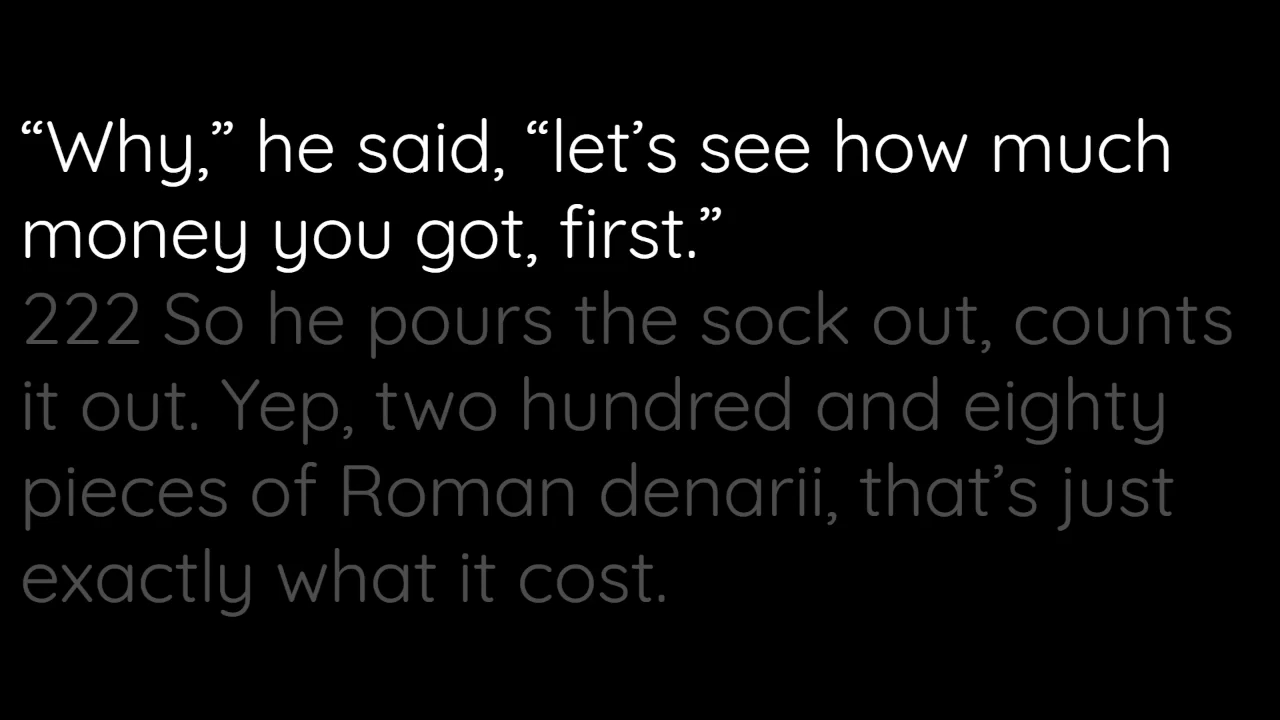 “Why,” he said, “let’s see how much
money you got, first.”
222 So he pours the sock out, counts
it out. Yep, two hundred and eighty
pieces of Roman denarii, that’s just
exactly what it cost.